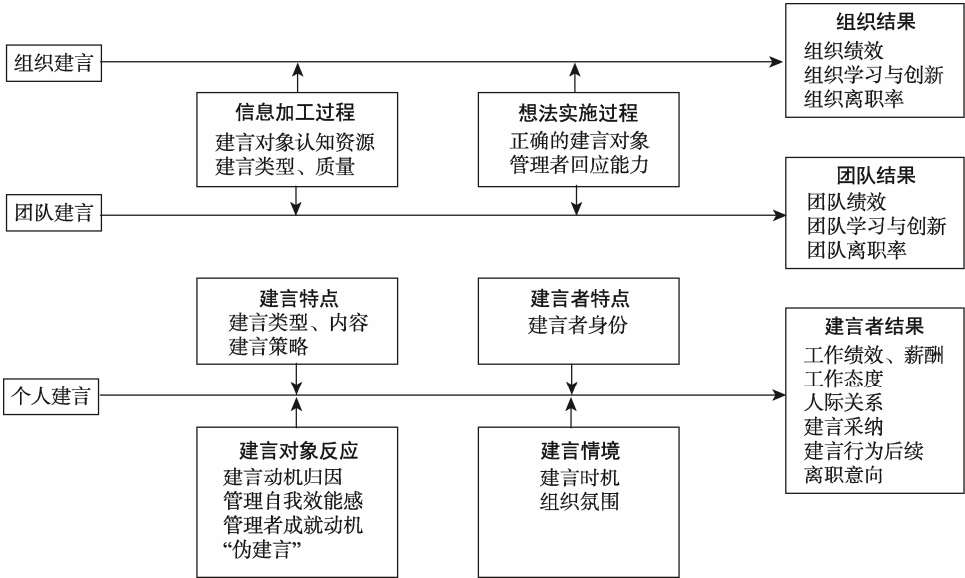 组织建言
信息加工过程
建言对象认知资源
建言类型、质量
想法实施过程
正确的建言对象
管理者回应能力
组织结果
组织绩效
组织学习与创新
组织离职率
团队建言
团队结果
团队绩效
团队学习与创新
团队离职率
建言特点
建言类型、内容
建言策略
建言者特点
建言者身份
个人建言
建言对象反应
建言动机归因
管理自我效能感
管理者成就动机
“伪建言”
建言情境
建言时机
组织氛围
建言者结果
工作绩效、薪酬
工作态度
人际关系
建言采纳
建言行为后续
离职意向